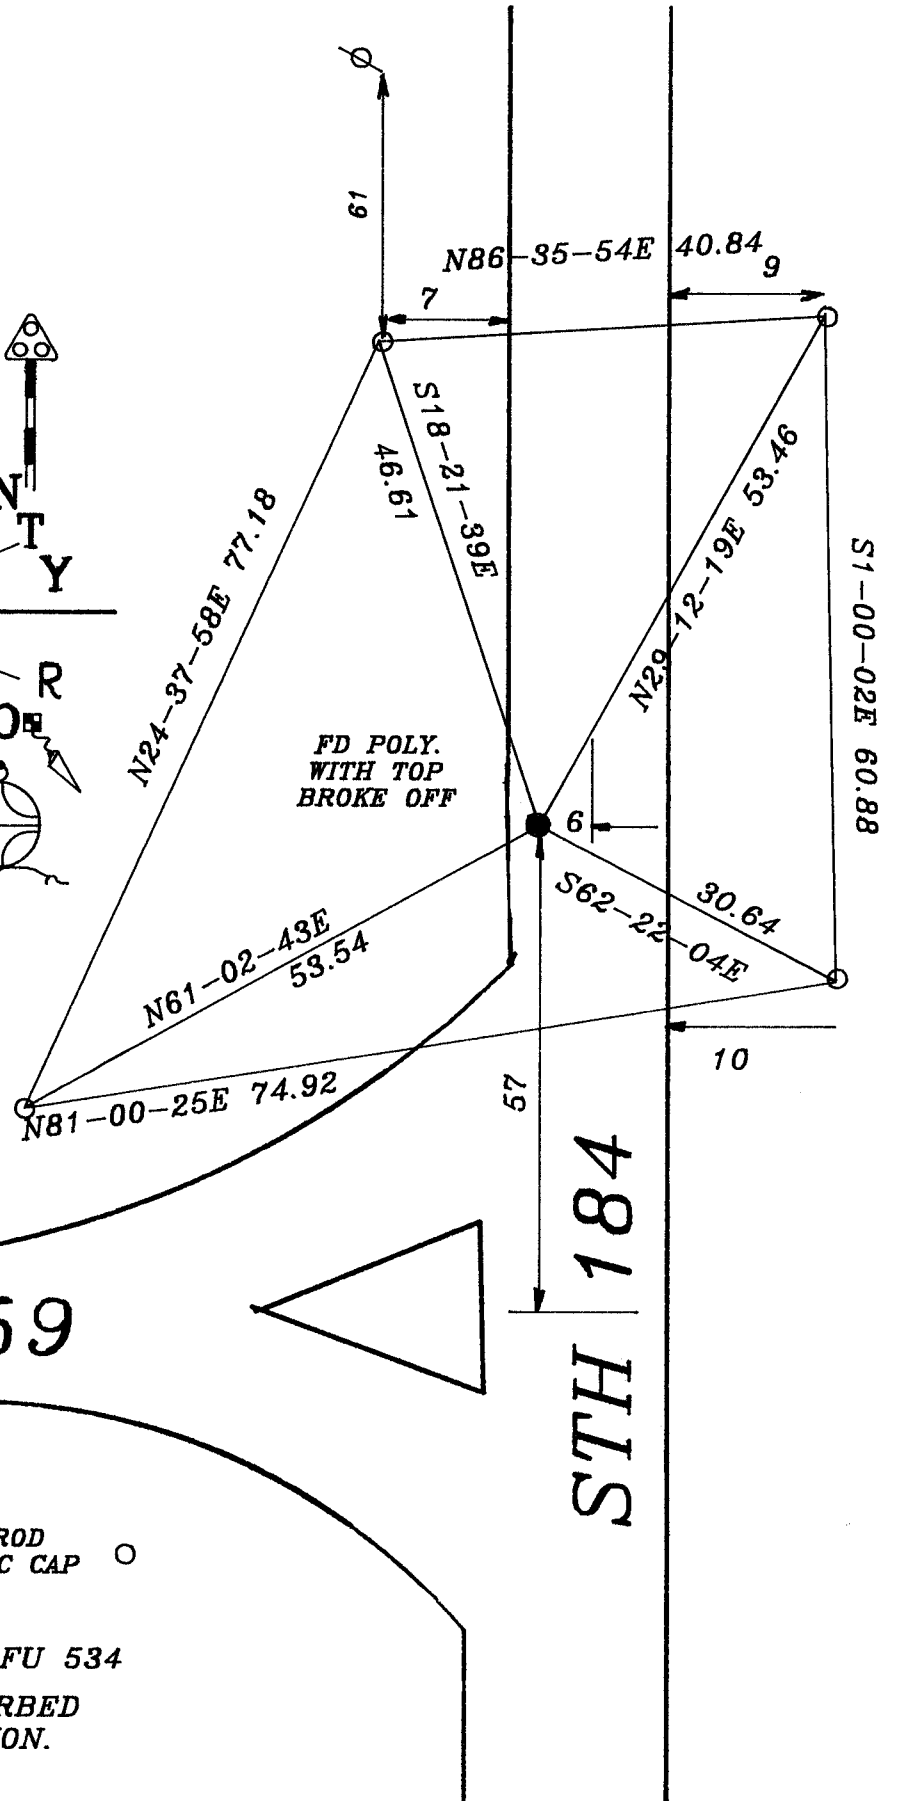 61
N86-35-54E 40.84
9
7
S18-21-39E
46.61
N29-12-19E 53.46
N24-37-58E 77.18
S1-00-02E 60.88
N
T
Y
R
FD POLY.
WITH TOP
BROKE OFF
6
S62-22-04E
30.64
N61-02-43E
53.54
10
N81-00-25E 74.92
57
STH 184
69
ROD
C CAP
FU 534
RBED
ON.